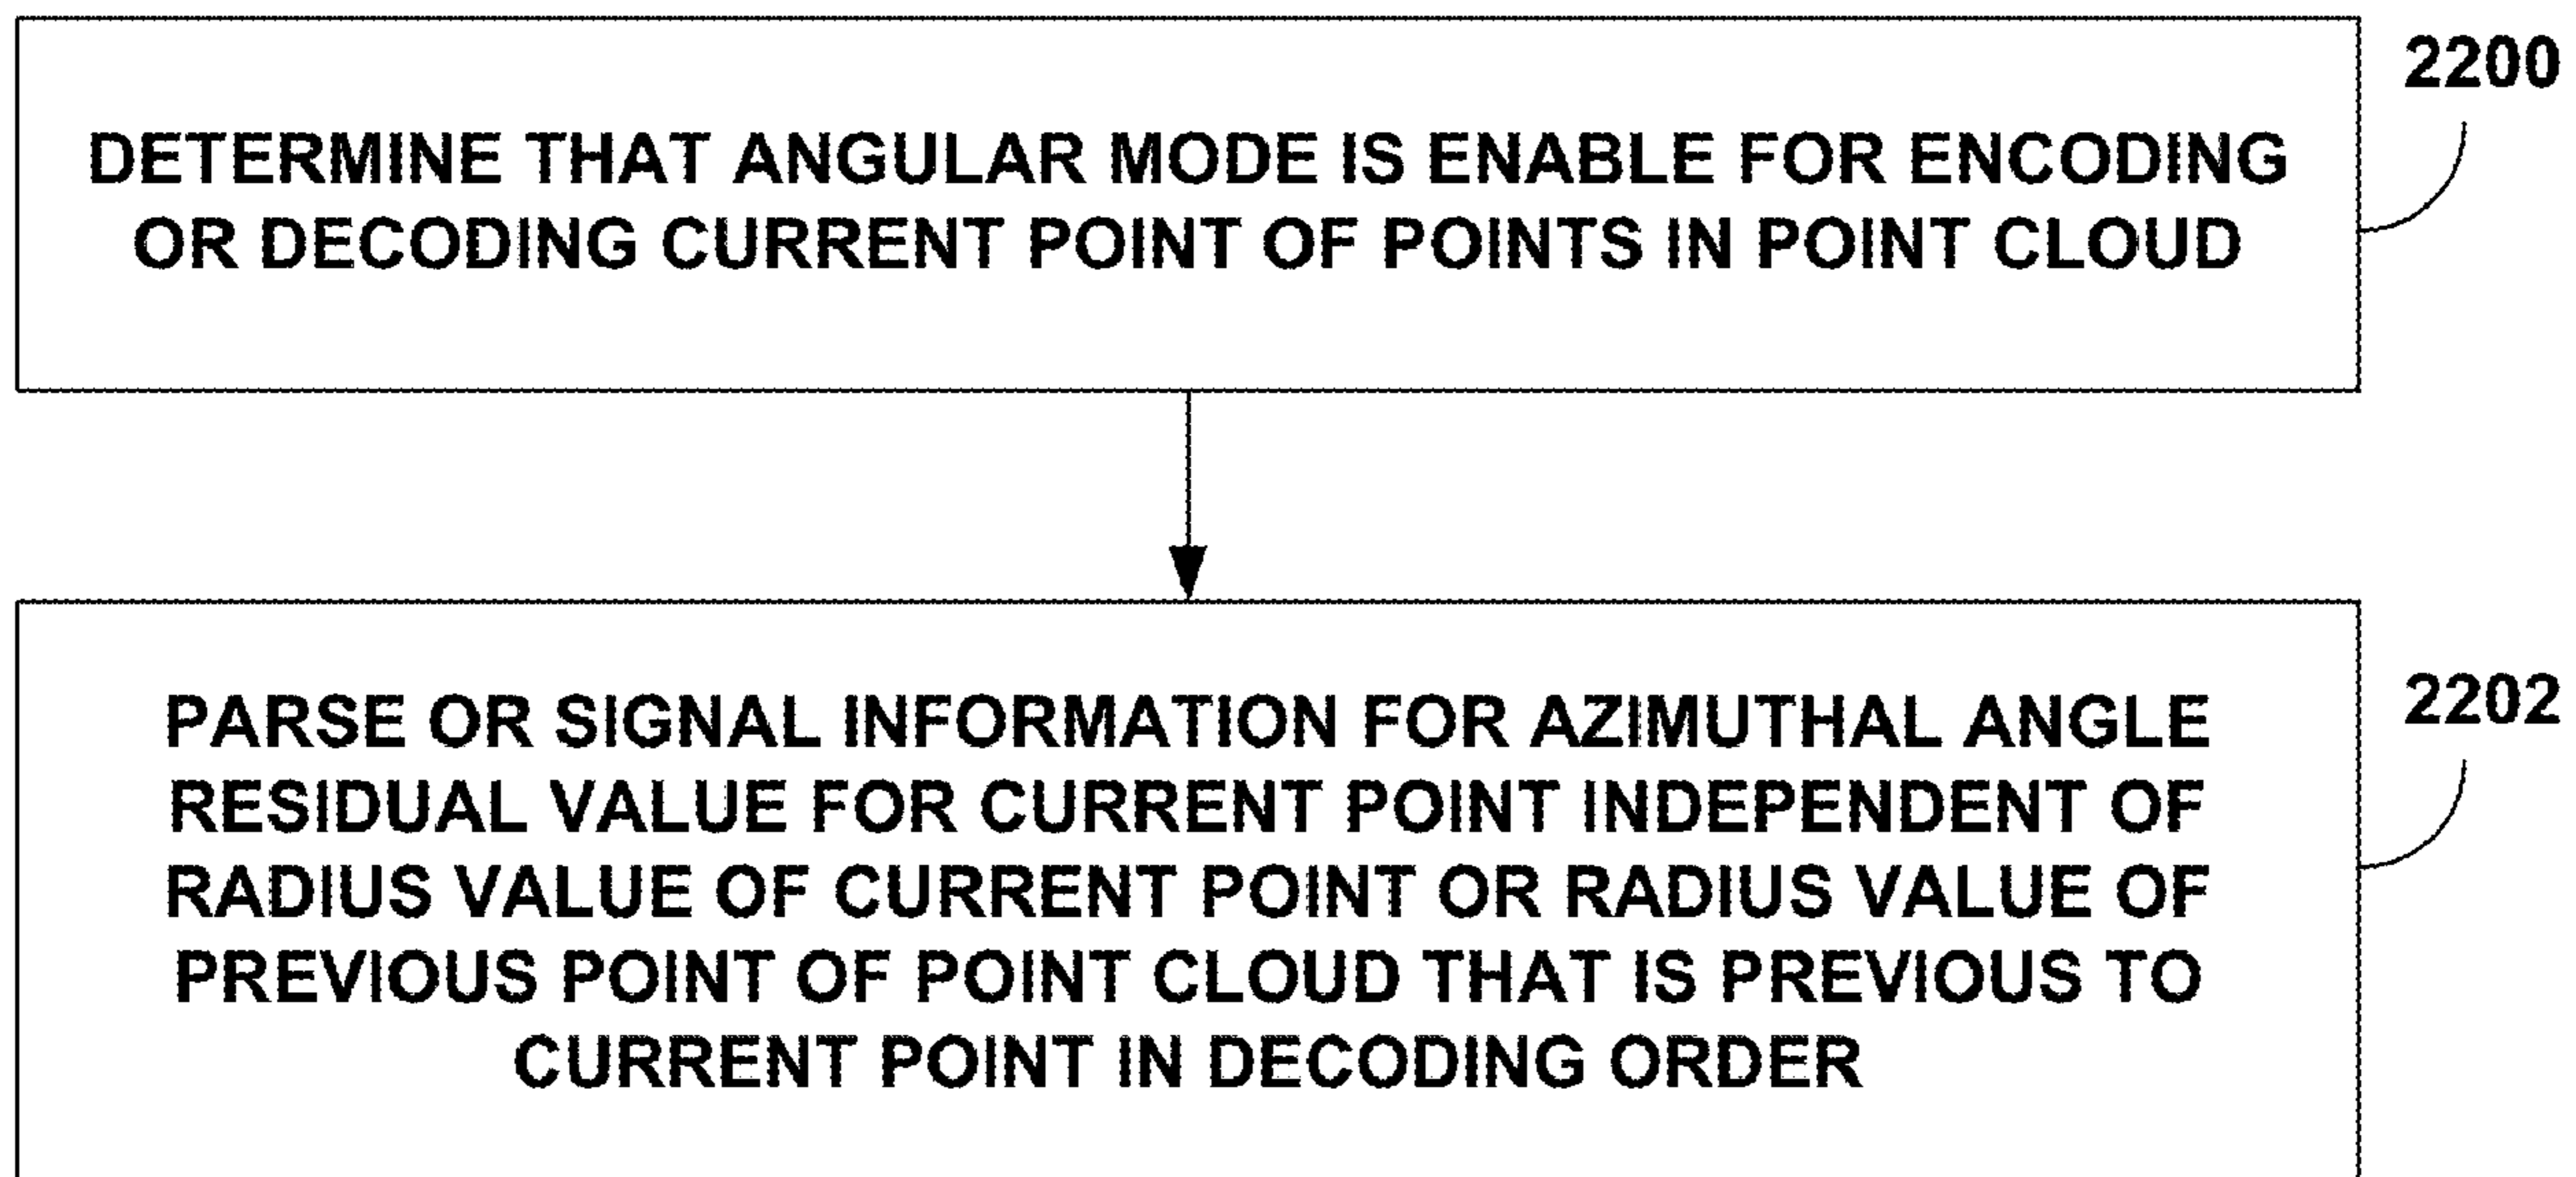 2200
DETERMINE THAT ANGULAR MODE IS ENABLE FOR ENCODING
OR DECODING CURRENT POINT OF POINTS IN POINT CLOUD
2202
PARSE OR SIGNAL INFORMATION FOR AZIMUTHAL ANGLE
RESIDUAL VALUE FOR CURRENT POINT INDEPENDENT OF
RADIUS VALUE OF CURRENT POINT OR RADIUS VALUE OF
PREVIOUS POINT OF POINT CLOUD THAT IS PREVIOUS TO
CURRENT POINT IN DECODING ORDER